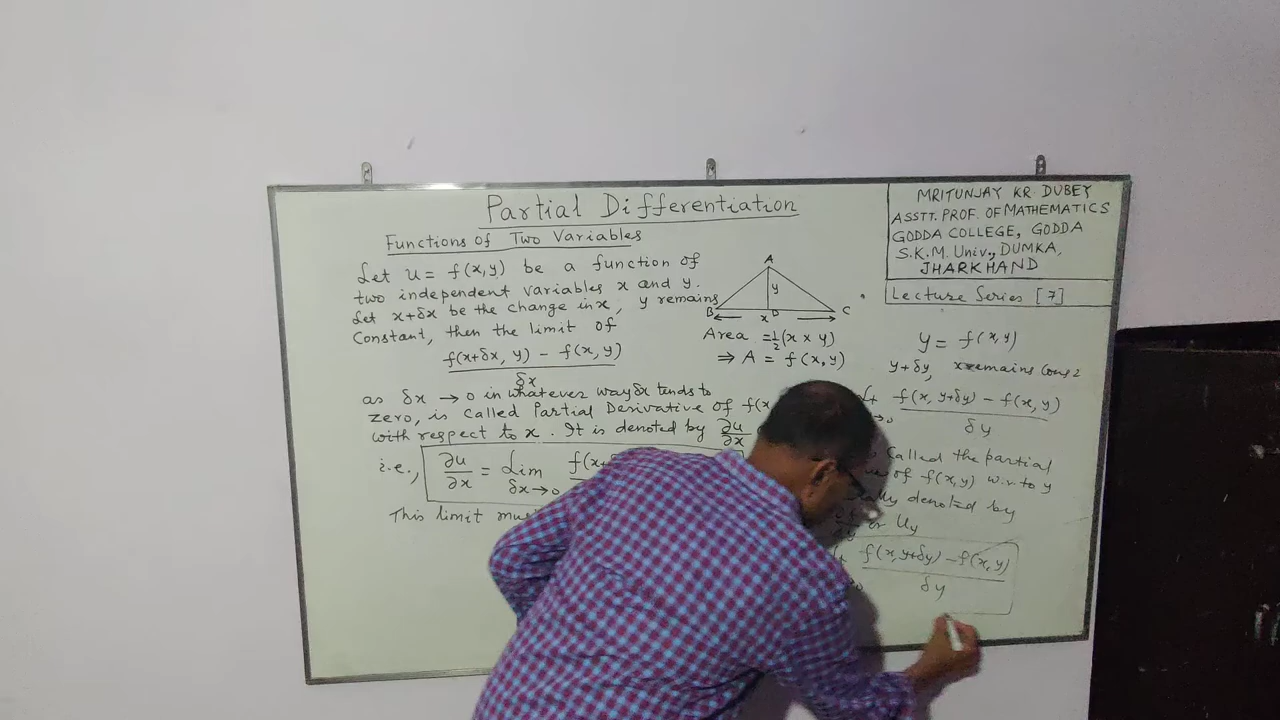 Partial Differentiation
Functions of Two Variables
Let u = f(x,y) be a function of
two independent variables x and y.
Let x+δx be the change in x, y remains
Constant, then the limit of
f(x+δx, y) - f(x, y)
δx
as δx → 0 in whatever way δx tends to
zero, is called Partial Derivative of f(x
with respect to x. It is denoted by ∂u/∂x
i.e., ∂u/∂x = Lim δx→0 f(x+
This limit mus
A
y
B D C
x
Area = 1/2 (x × y)
⇒ A = f(x,y)
MRITUNJAY KR. DUBEY
ASSTT. PROF. OF MATHEMATICS
GODDA COLLEGE, GODDA
S.K.M. Univ., DUMKA,
JHARKHAND
Lecture Series [7]
y = f(x,y)
y+δy, x remains
f(x, y+δy) - f(x, y)
δy
Called the partial
of f(x,y) w.r. to y
denoted by
or Uy
f(x, y+δy) - f(x, y)
δy